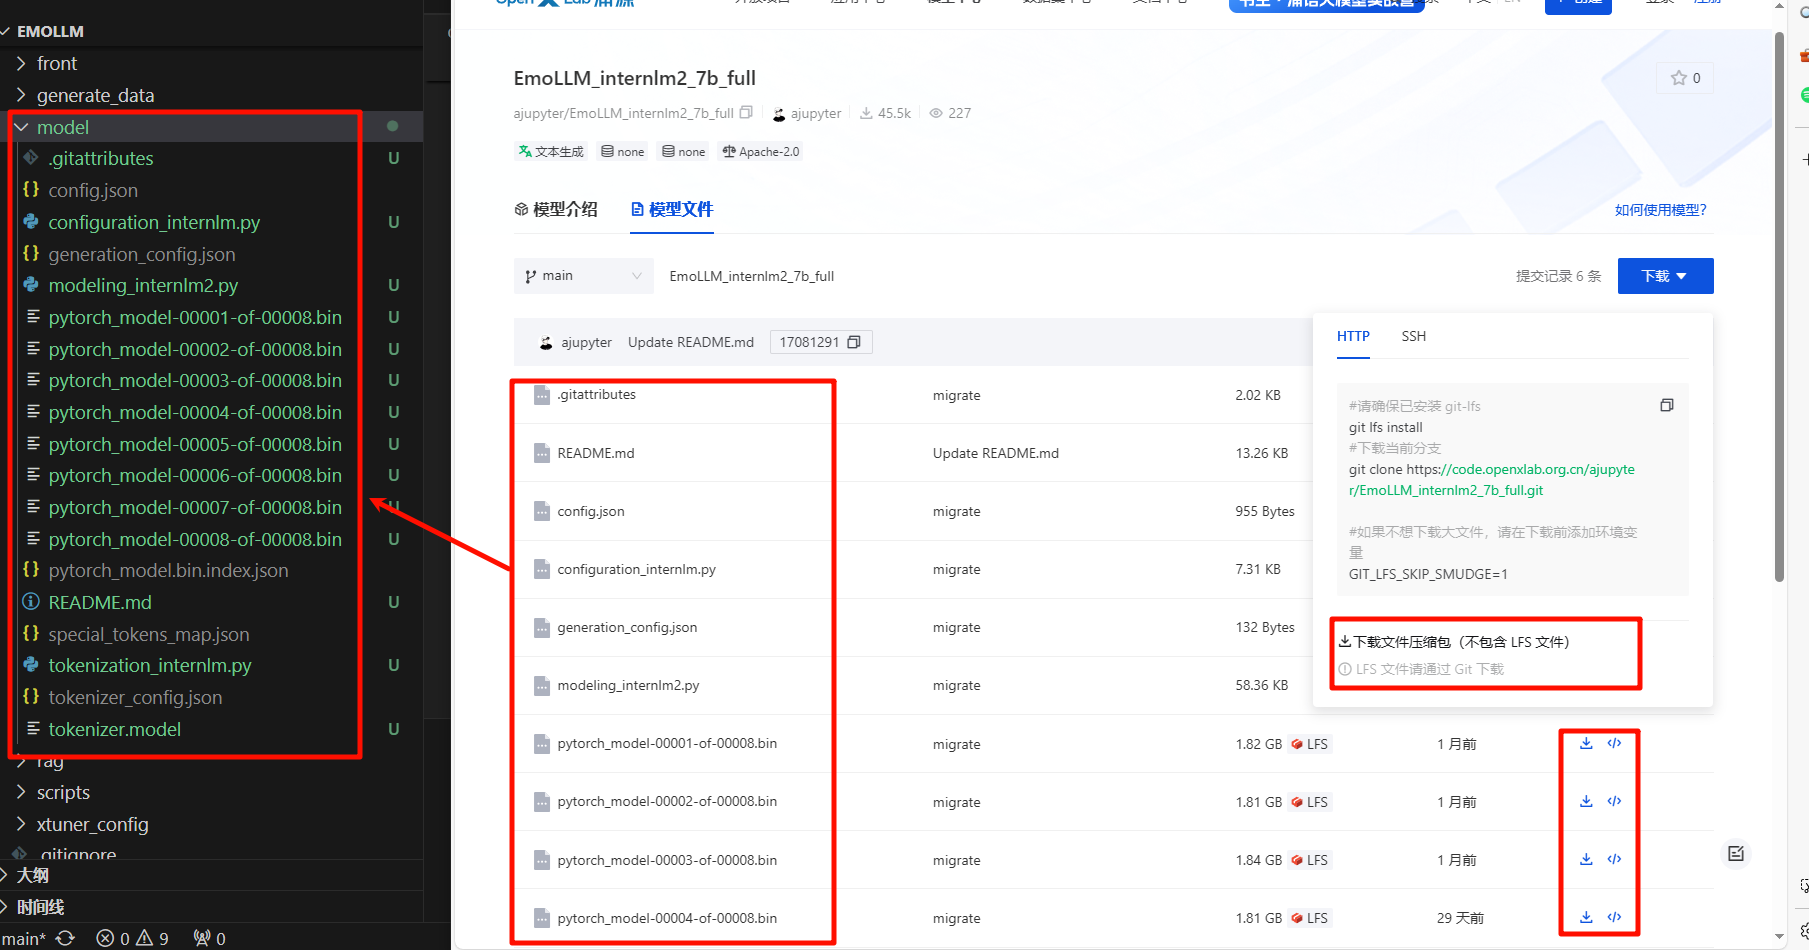 EMOLLM
front
generate_data
model
.gitattributes U
config.json
configuration_internlm.py U
generation_config.json
modeling_internlm2.py U
pytorch_model-00001-of-00008.bin U
pytorch_model-00002-of-00008.bin U
pytorch_model-00003-of-00008.bin U
pytorch_model-00004-of-00008.bin U
pytorch_model-00005-of-00008.bin U
pytorch_model-00006-of-00008.bin U
pytorch_model-00007-of-00008.bin U
pytorch_model-00008-of-00008.bin U
pytorch_model.bin.index.json
README.md U
special_tokens_map.json
tokenization_internlm.py U
tokenizer_config.json
tokenizer.model U
rag
scripts
xtuner_config
.gitignore
大纲
时间线
main* 0 9 0
EmoLLM_internlm2_7b_full
0
ajupyter/EmoLLM_internlm2_7b_full ajupyter 45.5k 227
文本生成 none none Apache-2.0
模型介绍 模型文件 如何使用模型?
main EmoLLM_internlm2_7b_full 提交记录 6 条 下载
ajupyter Update README.md 17081291
.gitattributes migrate 2.02 KB
README.md Update README.md 13.26 KB
config.json migrate 955 Bytes
configuration_internlm.py migrate 7.31 KB
generation_config.json migrate 132 Bytes
modeling_internlm2.py migrate 58.36 KB
pytorch_model-00001-of-00008.bin migrate 1.82 GB LFS 1 月前
pytorch_model-00002-of-00008.bin migrate 1.81 GB LFS 1 月前
pytorch_model-00003-of-00008.bin migrate 1.84 GB LFS 1 月前
pytorch_model-00004-of-00008.bin migrate 1.81 GB LFS 29 天前
HTTP SSH
#请确保已安装 git-lfs
git lfs install
#下载当前分支
git clone https://code.openxlab.org.cn/ajupyte
r/EmoLLM_internlm2_7b_full.git
#如果不想下载大文件，请在下载前添加环境变
量
GIT_LFS_SKIP_SMUDGE=1
下载文件压缩包（不包含 LFS 文件）
LFS 文件请通过 Git 下载